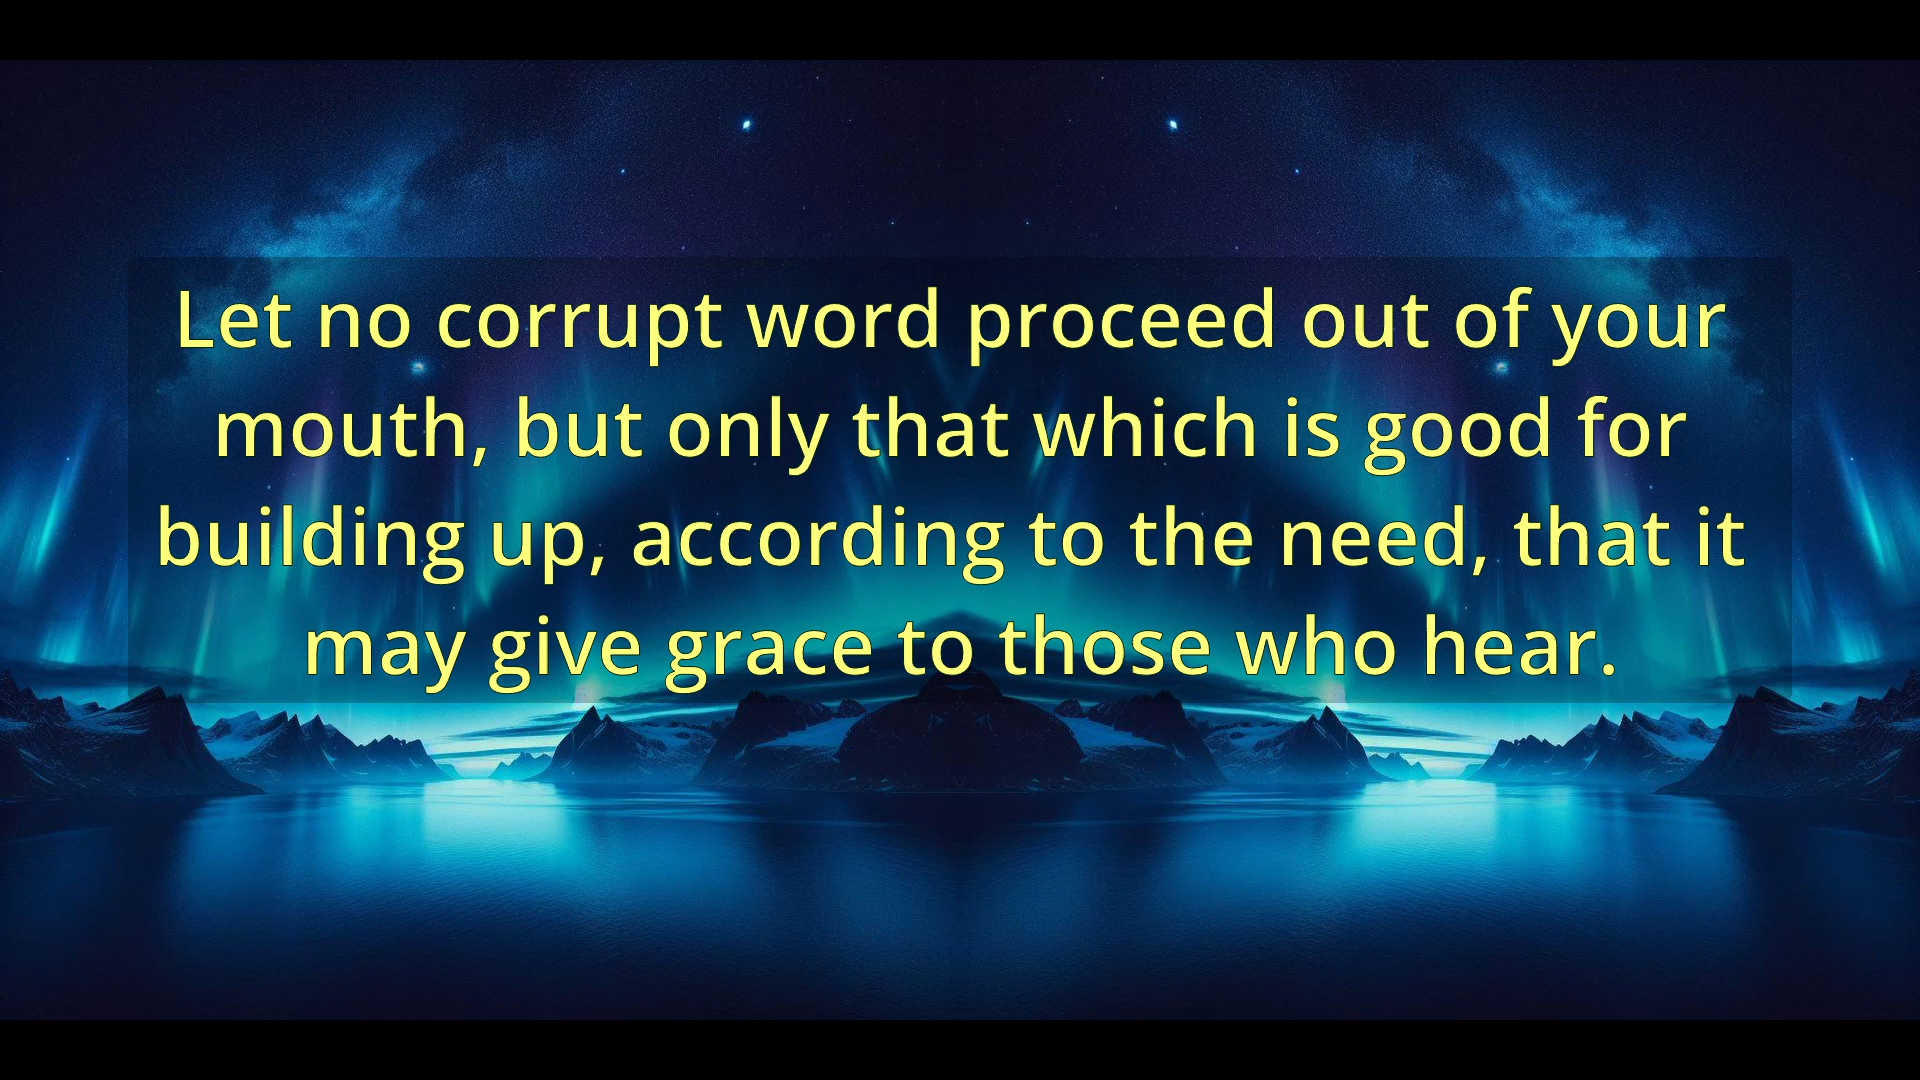 Let no corrupt word proceed out of your
mouth, but only that which is good for
building up, according to the need, that it
may give grace to those who hear.